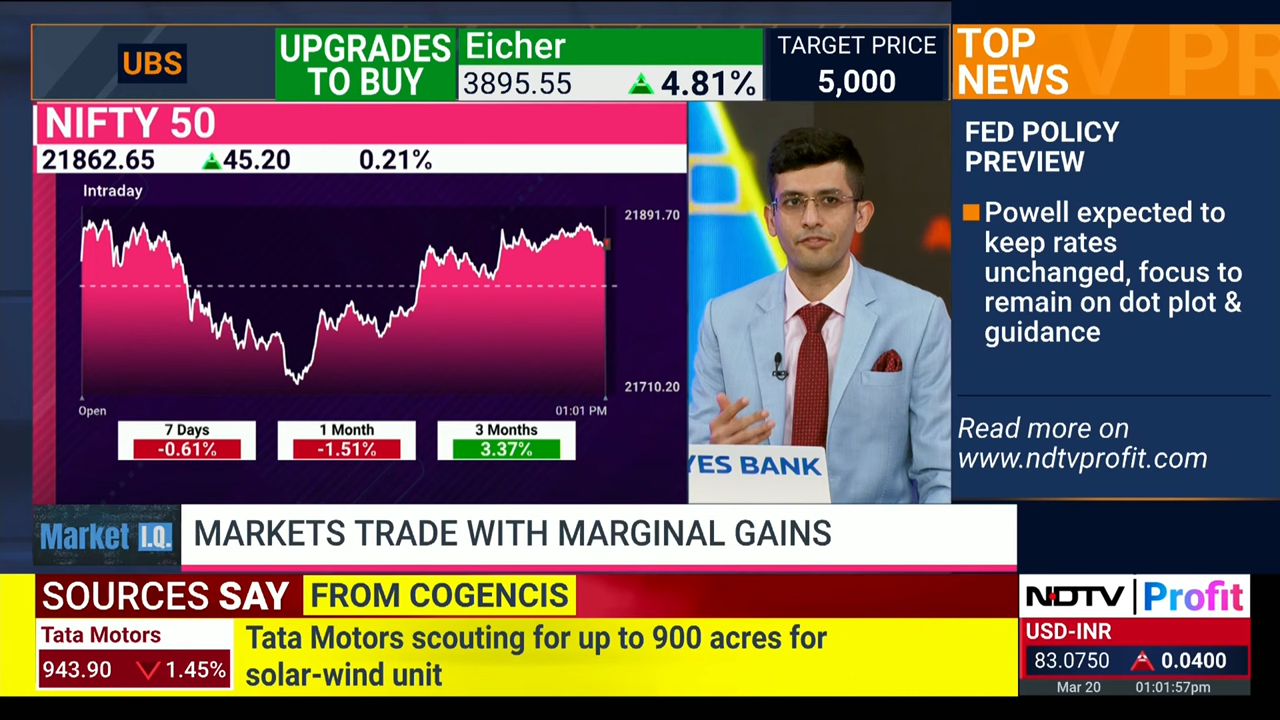 UBS
UPGRADES
TO BUY
Eicher
3895.55 4.81%
TARGET PRICE
5,000
TOP
NEWS
NIFTY 50
21862.65 45.20 0.21%
Intraday
21891.70
21710.20
Open 01:01 PM
7 Days
-0.61%
1 Month
-1.51%
3 Months
3.37%
YES BANK
FED POLICY
PREVIEW
Powell expected to
keep rates
unchanged, focus to
remain on dot plot &
guidance
Read more on
www.ndtvprofit.com
Market I.Q.
MARKETS TRADE WITH MARGINAL GAINS
SOURCES SAY FROM COGENCIS
Tata Motors
943.90 1.45%
Tata Motors scouting for up to 900 acres for
solar-wind unit
NDTV Profit
USD-INR
83.0750 0.0400
Mar 20 01:01:57pm